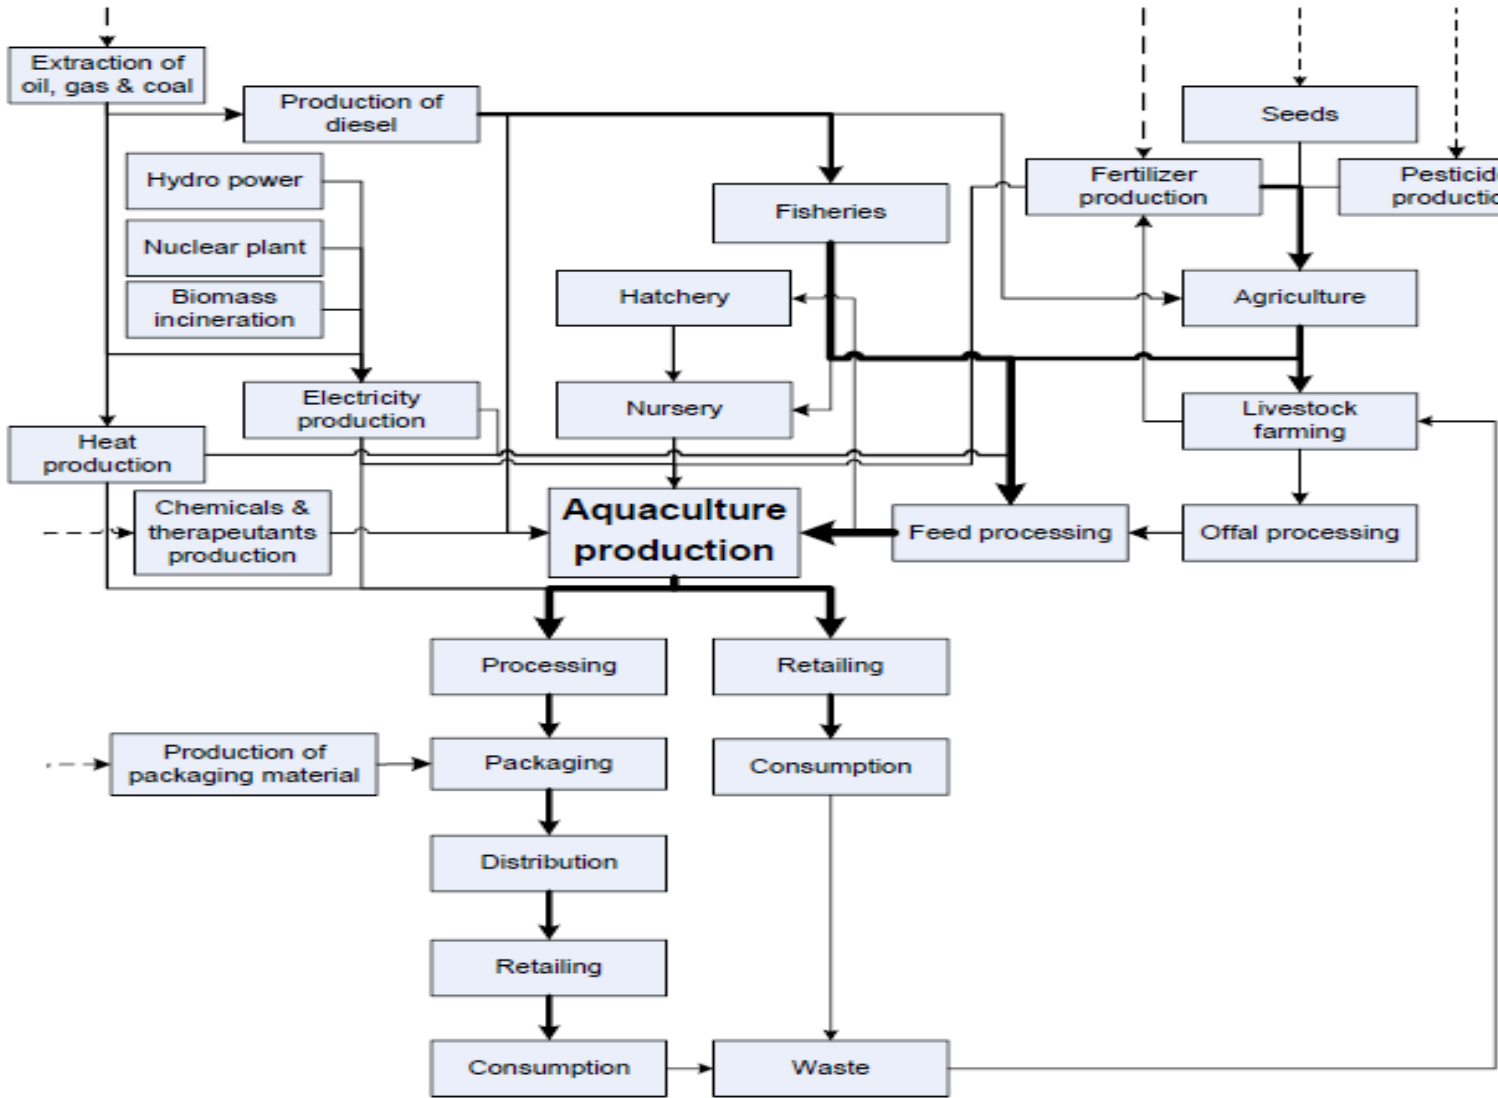 Extraction of
oil, gas & coal
Production of
diesel
Seeds
Hydro power
Fertilizer
production
Pesticide
productio
Fisheries
Nuclear plant
Hatchery
Biomass
incineration
Agriculture
Electricity
production
Nursery
Livestock
farming
Heat
production
Chemicals &
therapeutants
production
Aquaculture
production
Feed processing
Offal processing
Processing
Retailing
Production of
packaging material
Packaging
Consumption
Distribution
Retailing
Consumption
Waste